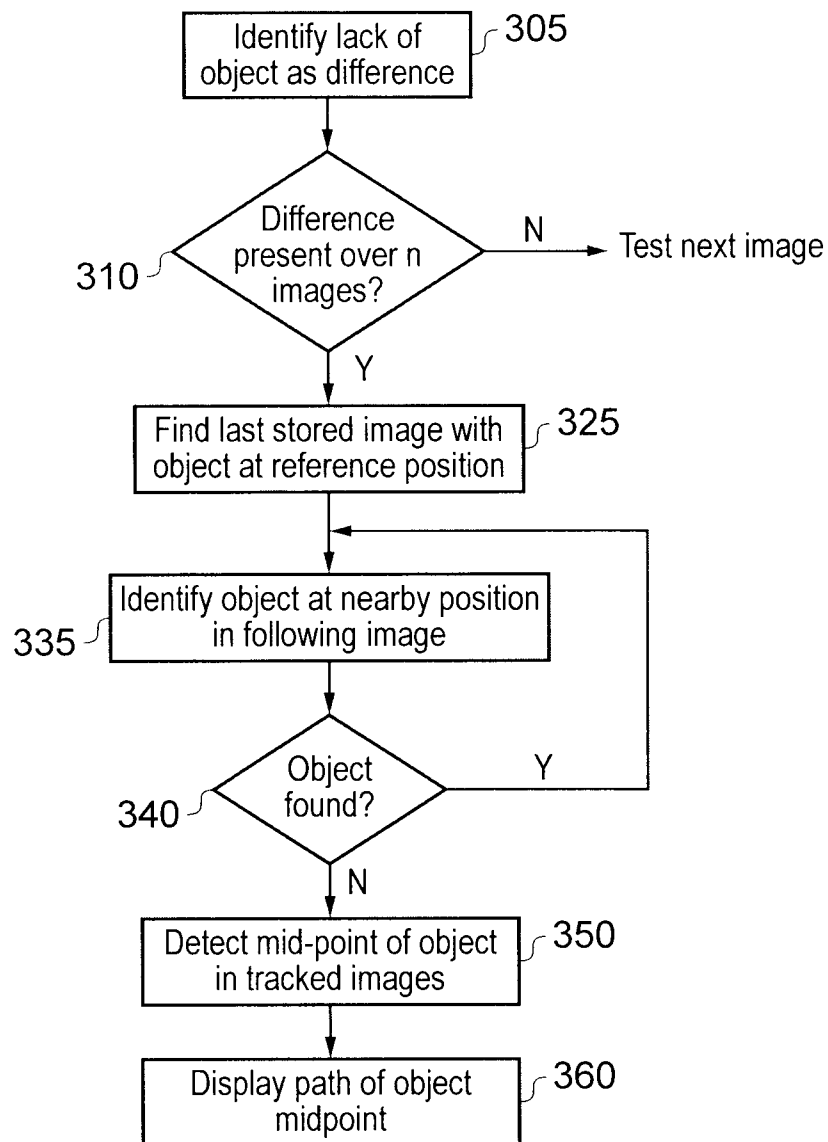 Identify lack of
object as difference
305
Difference
present over n
images?
310
N
Test next image
Y
Find last stored image with
object at reference position
325
Identify object at nearby position
in following image
335
Object
found?
340
Y
N
Detect mid-point of object
in tracked images
350
Display path of object
midpoint
360